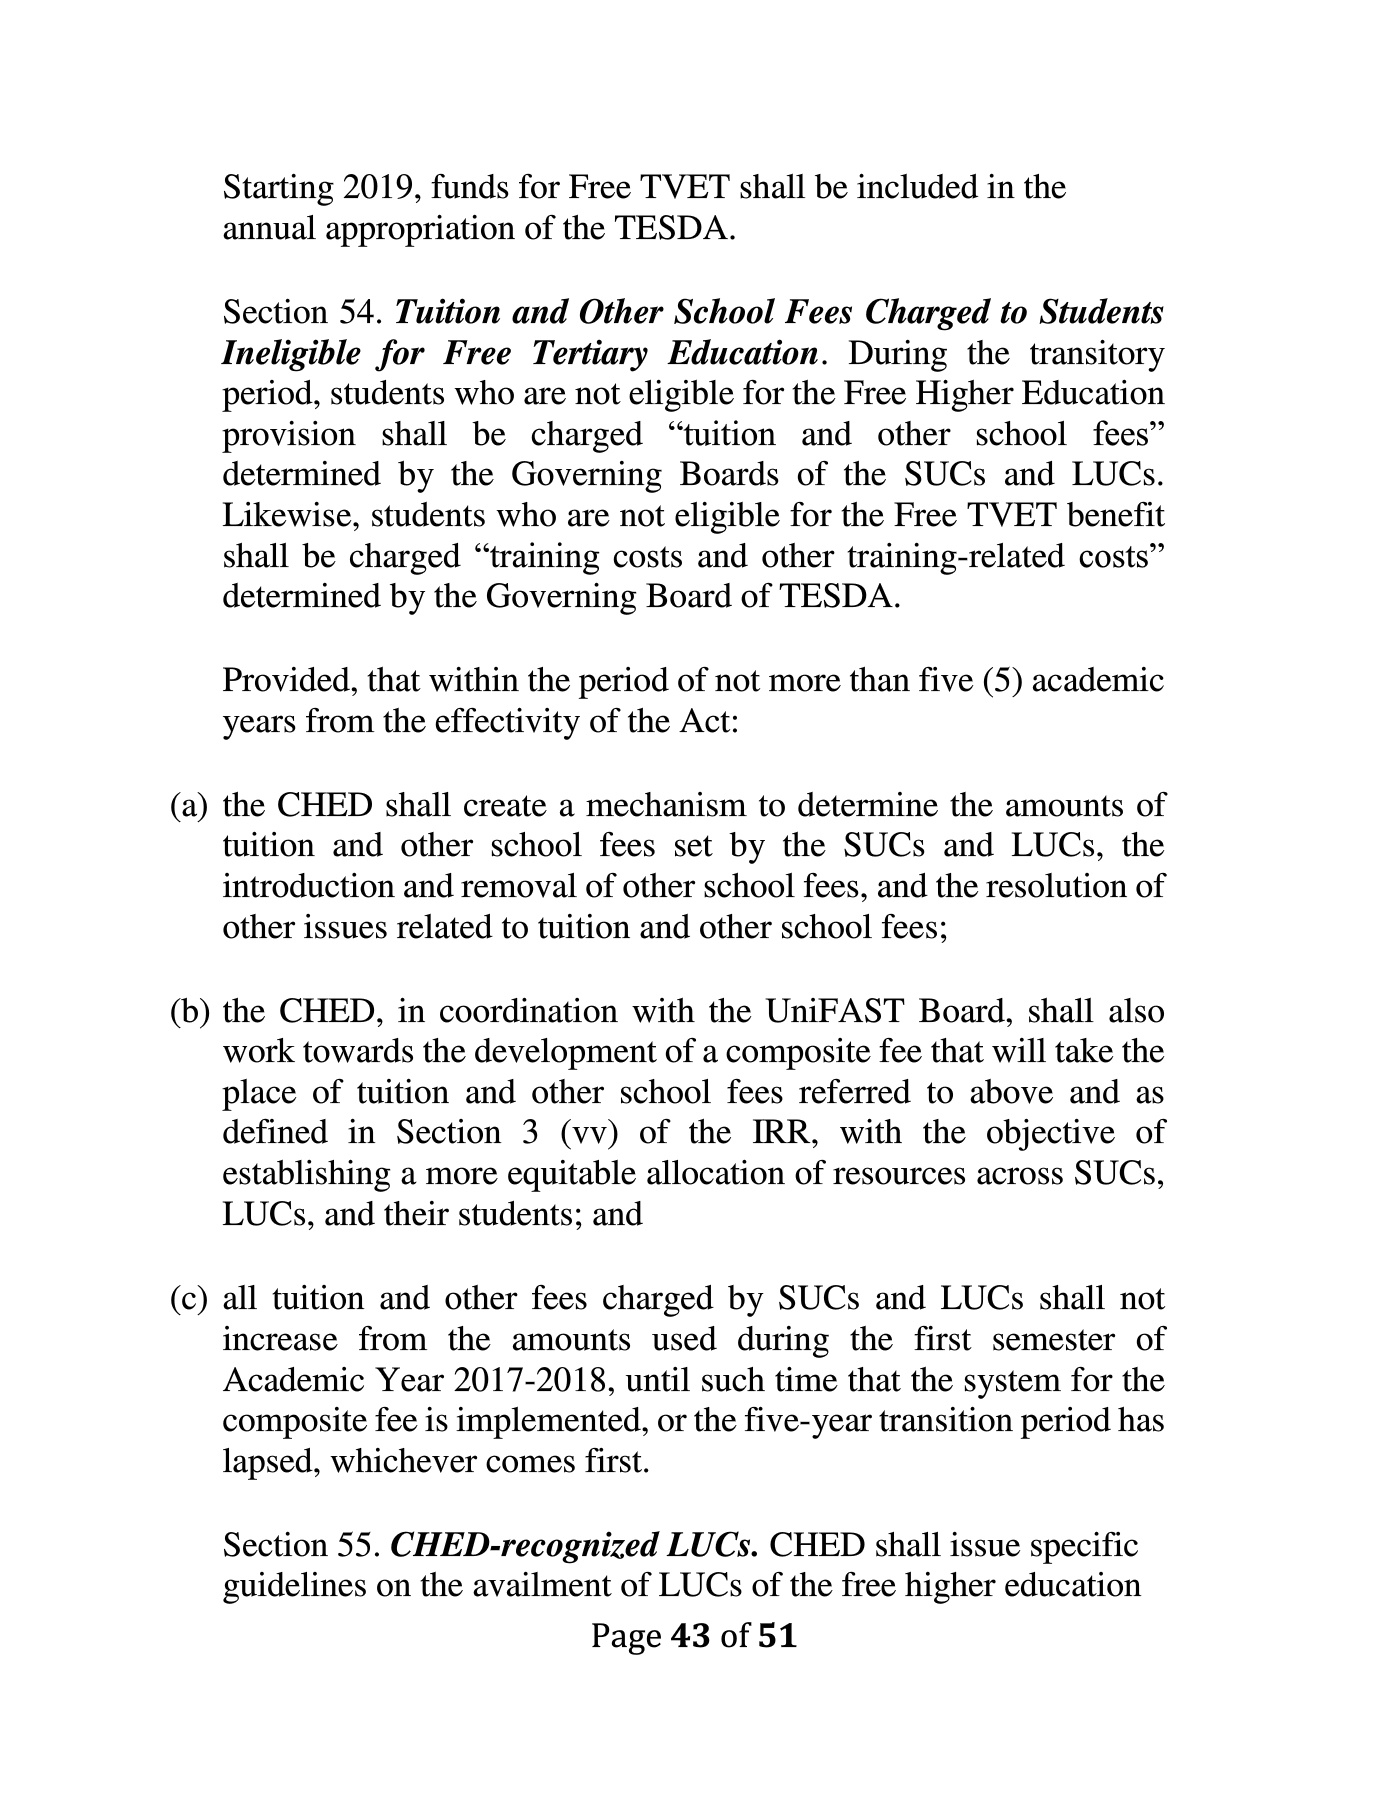 Starting 2019, funds for Free TVET shall be included in the
annual appropriation of the TESDA.
Section 54. Tuition and Other School Fees Charged to Students
Ineligible for Free Tertiary Education. During the transitory
period, students who are not eligible for the Free Higher Education
provision shall be charged “tuition and other school fees”
determined by the Governing Boards of the SUCs and LUCs.
Likewise, students who are not eligible for the Free TVET benefit
shall be charged “training costs and other training-related costs”
determined by the Governing Board of TESDA.
Provided, that within the period of not more than five (5) academic
years from the effectivity of the Act:
(a) the CHED shall create a mechanism to determine the amounts of
tuition and other school fees set by the SUCs and LUCs, the
introduction and removal of other school fees, and the resolution of
other issues related to tuition and other school fees;
(b) the CHED, in coordination with the UniFAST Board, shall also
work towards the development of a composite fee that will take the
place of tuition and other school fees referred to above and as
defined in Section 3 (vv) of the IRR, with the objective of
establishing a more equitable allocation of resources across SUCs,
LUCs, and their students; and
(c) all tuition and other fees charged by SUCs and LUCs shall not
increase from the amounts used during the first semester of
Academic Year 2017-2018, until such time that the system for the
composite fee is implemented, or the five-year transition period has
lapsed, whichever comes first.
Section 55. CHED-recognized LUCs. CHED shall issue specific
guidelines on the availment of LUCs of the free higher education
Page 43 of 51